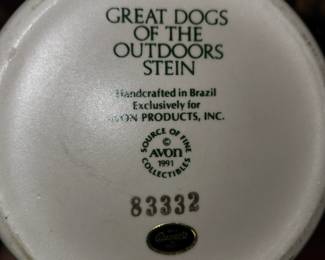 GREAT DOGS
OF THE
OUTDOORS
STEIN
Handcrafted in Brazil
Exclusively for
AVON PRODUCTS, INC.
SOURCE OF FINE
©
AVON
1991
COLLECTIBLES
83332